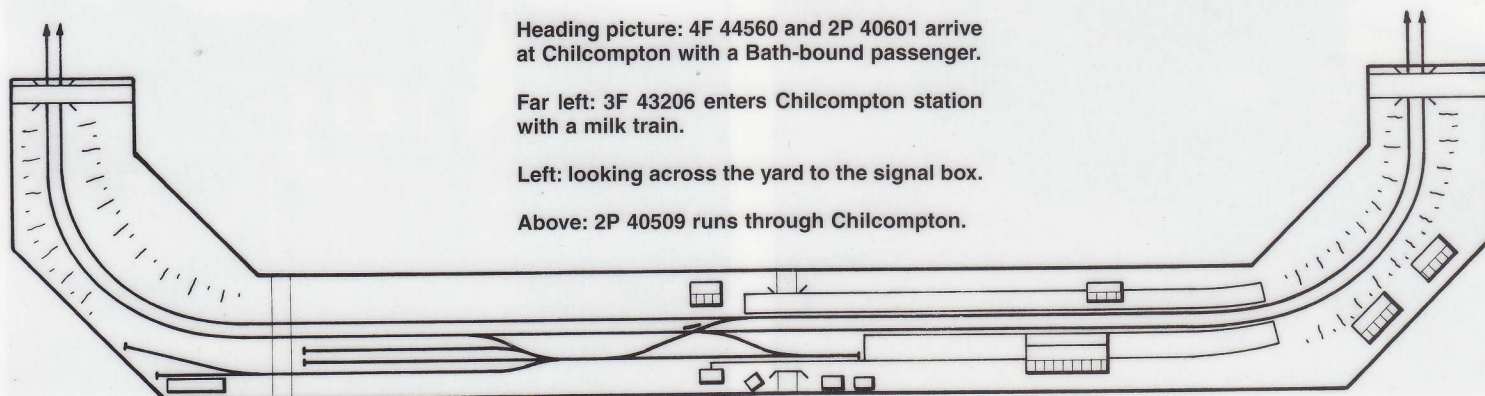 Heading picture: 4F 44560 and 2P 40601 arrive
at Chilcompton with a Bath-bound passenger.
Far left: 3F 43206 enters Chilcompton station
with a milk train.
Left: looking across the yard to the signal box.
Above: 2P 40509 runs through Chilcompton.